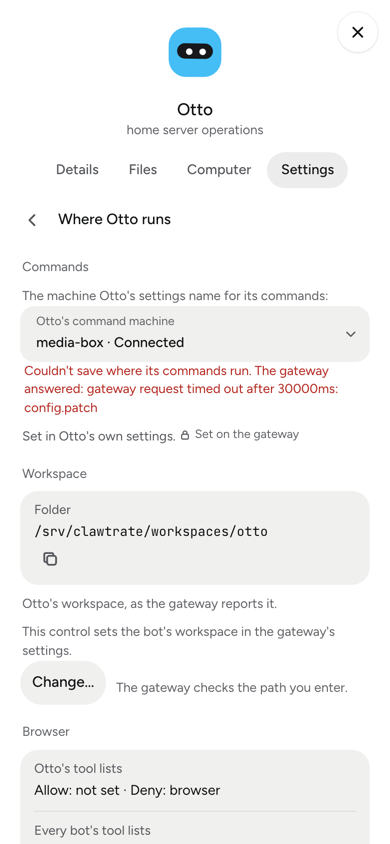 Otto
home server operations
Details
Files
Computer
Settings
Where Otto runs
Commands
The machine Otto's settings name for its commands:
Otto's command machine
media-box · Connected
Couldn't save where its commands run. The gateway
answered: gateway request timed out after 30000ms:
config.patch
Set in Otto's own settings. Set on the gateway
Workspace
Folder
/srv/clawtrate/workspaces/otto
Otto's workspace, as the gateway reports it.
This control sets the bot's workspace in the gateway's
settings.
Change...
The gateway checks the path you enter.
Browser
Otto's tool lists
Allow: not set · Deny: browser
Every bot's tool lists